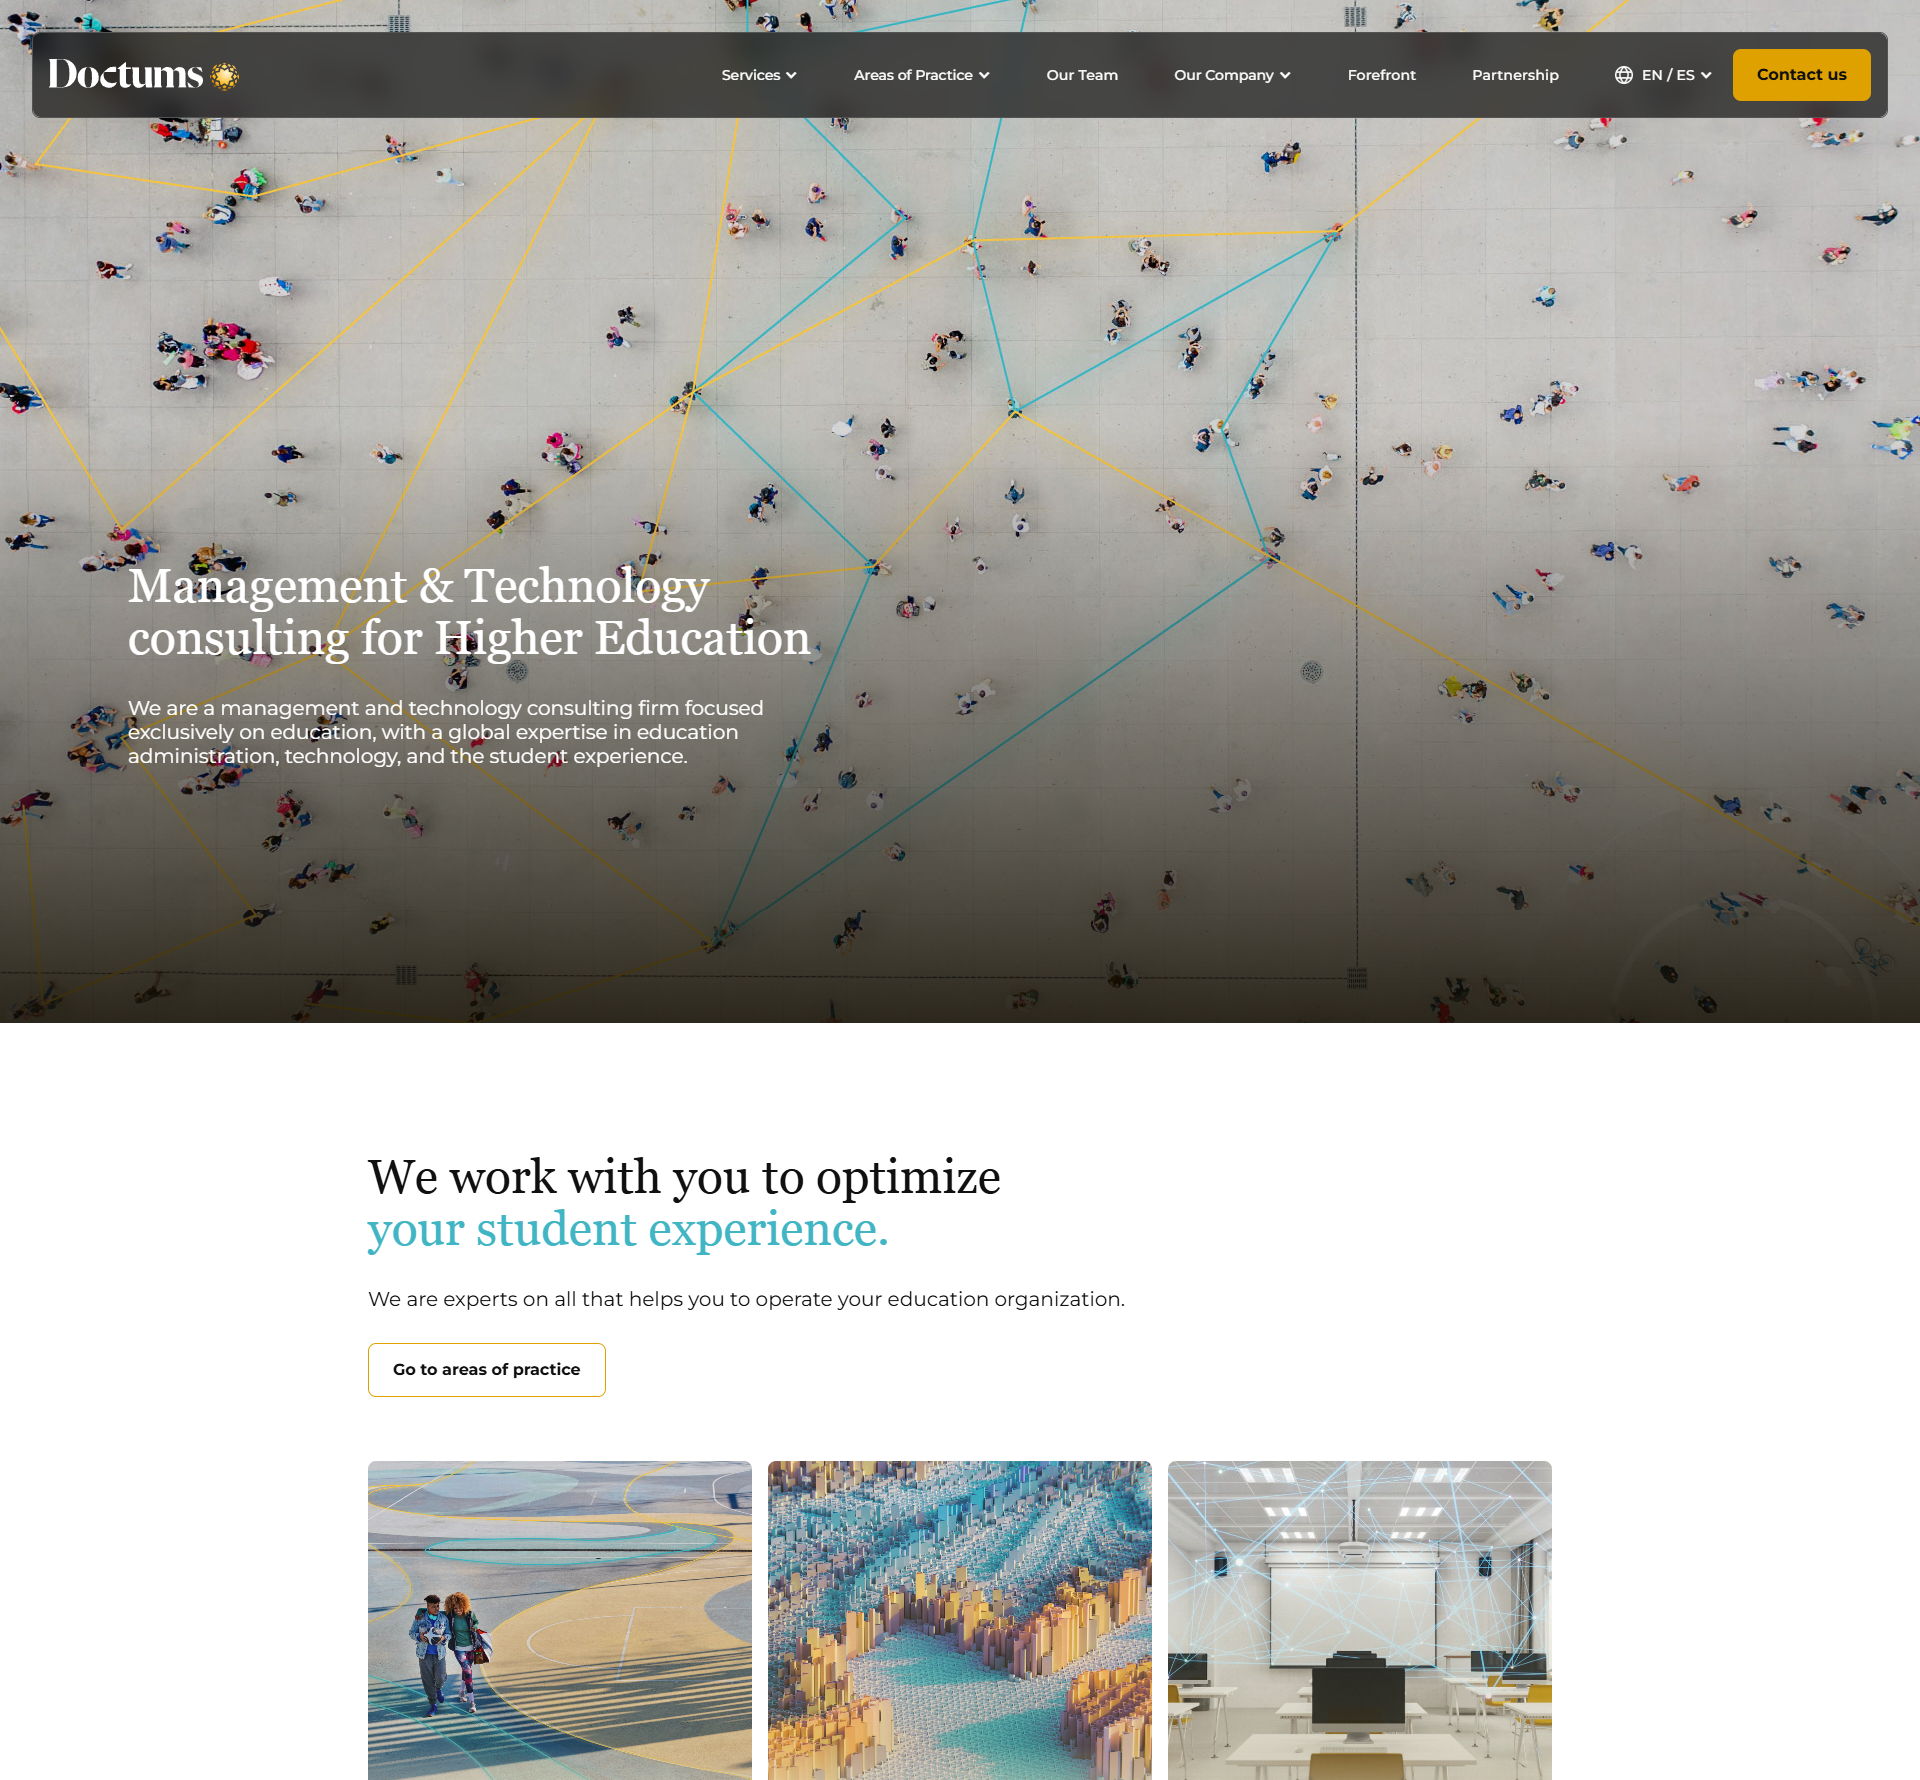 Doctums
Services
Areas of Practice
Our Team
Our Company
Forefront
Partnership
EN / ES
Contact us
Management & Technology
consulting for Higher Education
We are a management and technology consulting firm focused
exclusively on education, with a global expertise in education
administration, technology, and the student experience.
We work with you to optimize
your student experience.
We are experts on all that helps you to operate your education organization.
Go to areas of practice